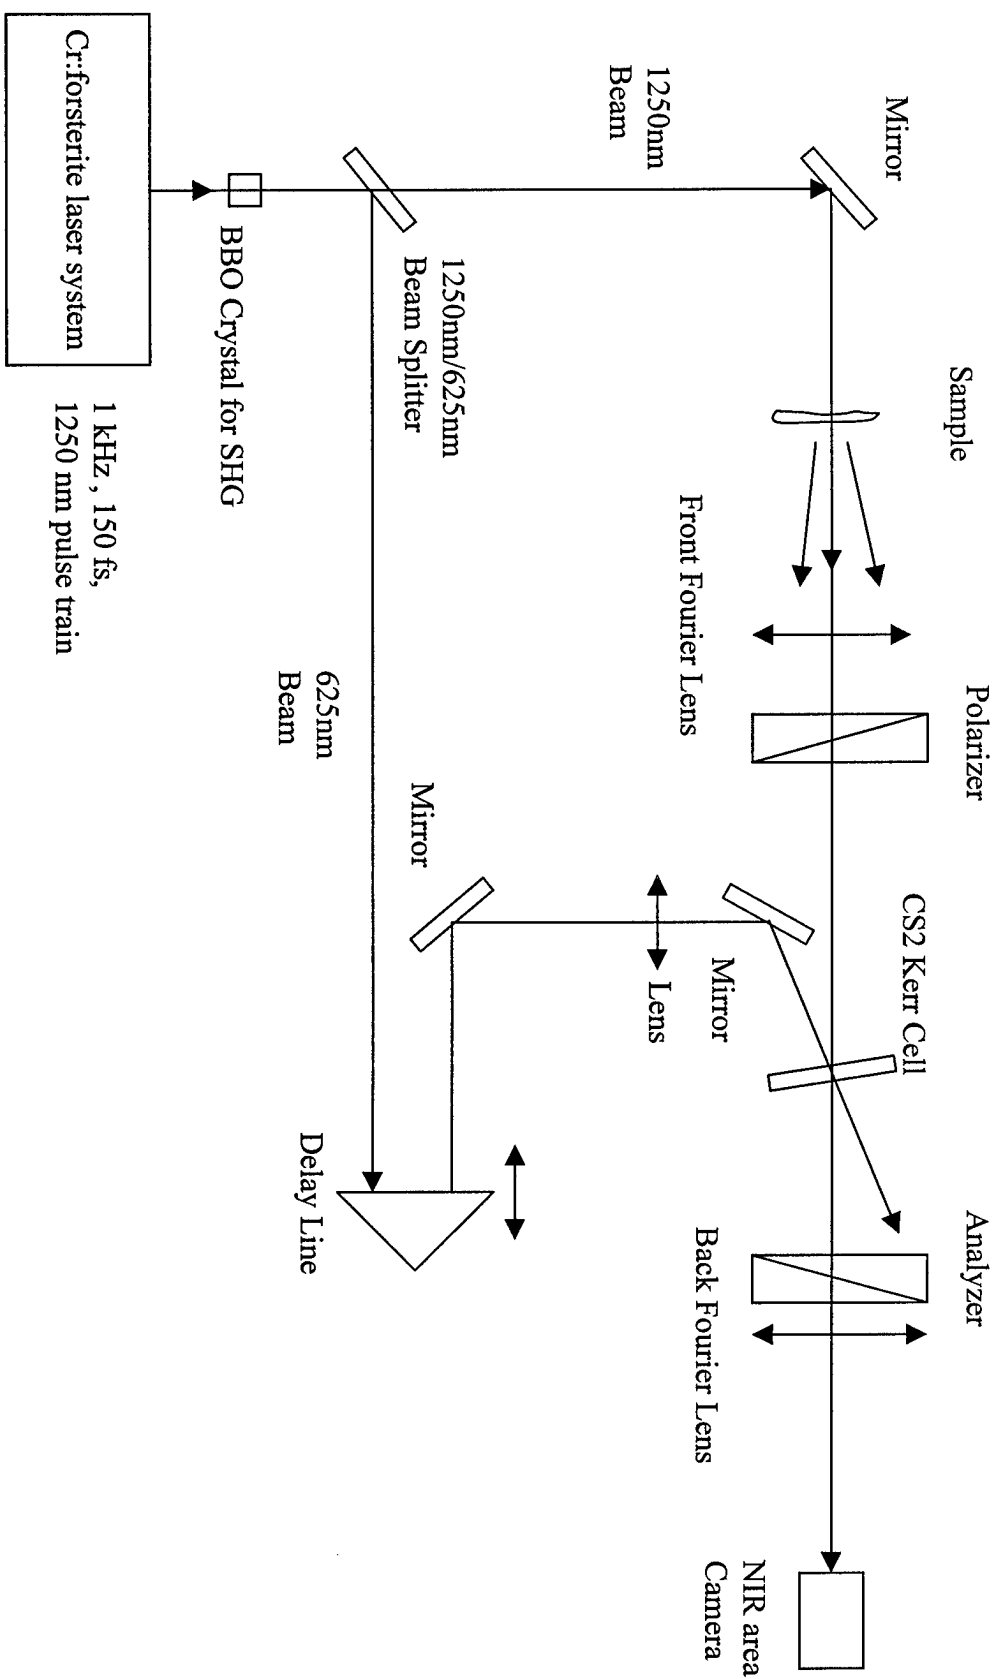 Cr:forsterite laser system
1 kHz , 150 fs,
1250 nm pulse train
BBO Crystal for SHG
1250nm/625nm
Beam Splitter
1250nm
Beam
Mirror
Sample
Front Fourier Lens
Polarizer
625nm
Beam
Mirror
Lens
Mirror
CS2 Kerr Cell
Delay Line
Analyzer
Back Fourier Lens
NIR area
Camera